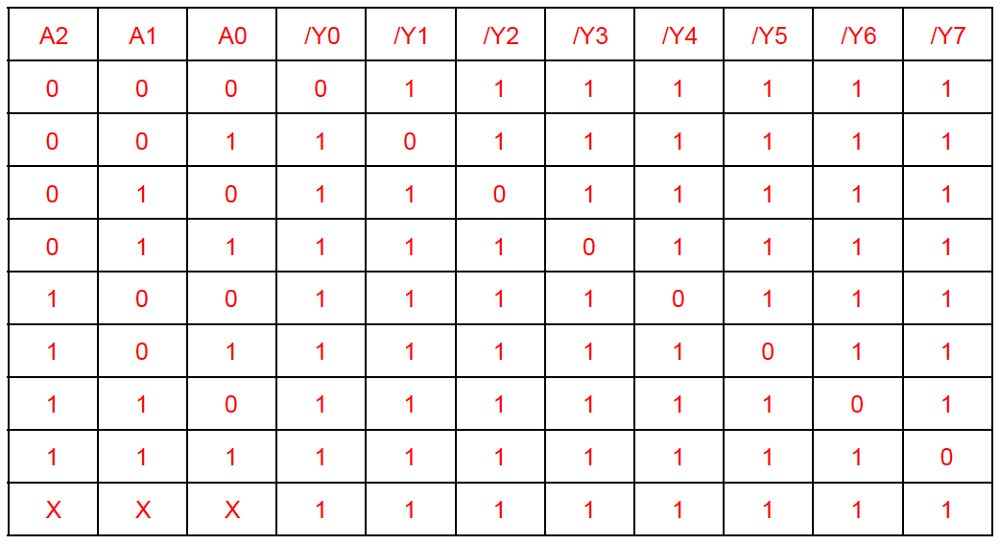 A2 A1 A0 /Y0 /Y1 /Y2 /Y3 /Y4 /Y5 /Y6 /Y7
0 0 0 0 1 1 1 1 1 1 1
0 0 1 1 0 1 1 1 1 1 1
0 1 0 1 1 0 1 1 1 1 1
0 1 1 1 1 1 0 1 1 1 1
1 0 0 1 1 1 1 0 1 1 1
1 0 1 1 1 1 1 1 0 1 1
1 1 0 1 1 1 1 1 1 0 1
1 1 1 1 1 1 1 1 1 1 0
X X X 1 1 1 1 1 1 1 1